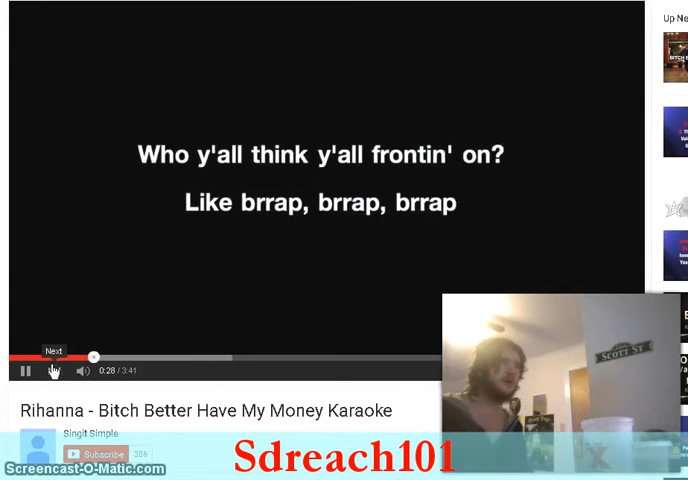 Up Ne
Who y'all think y'all frontin' on?
Like brrap, brrap, brrap
Next
0:28 / 3:41
SCOTT ST
Rihanna - Bitch Better Have My Money Karaoke
Singit Simple
Subscribe 386
Sdreach101
Screencast-O-Matic.com